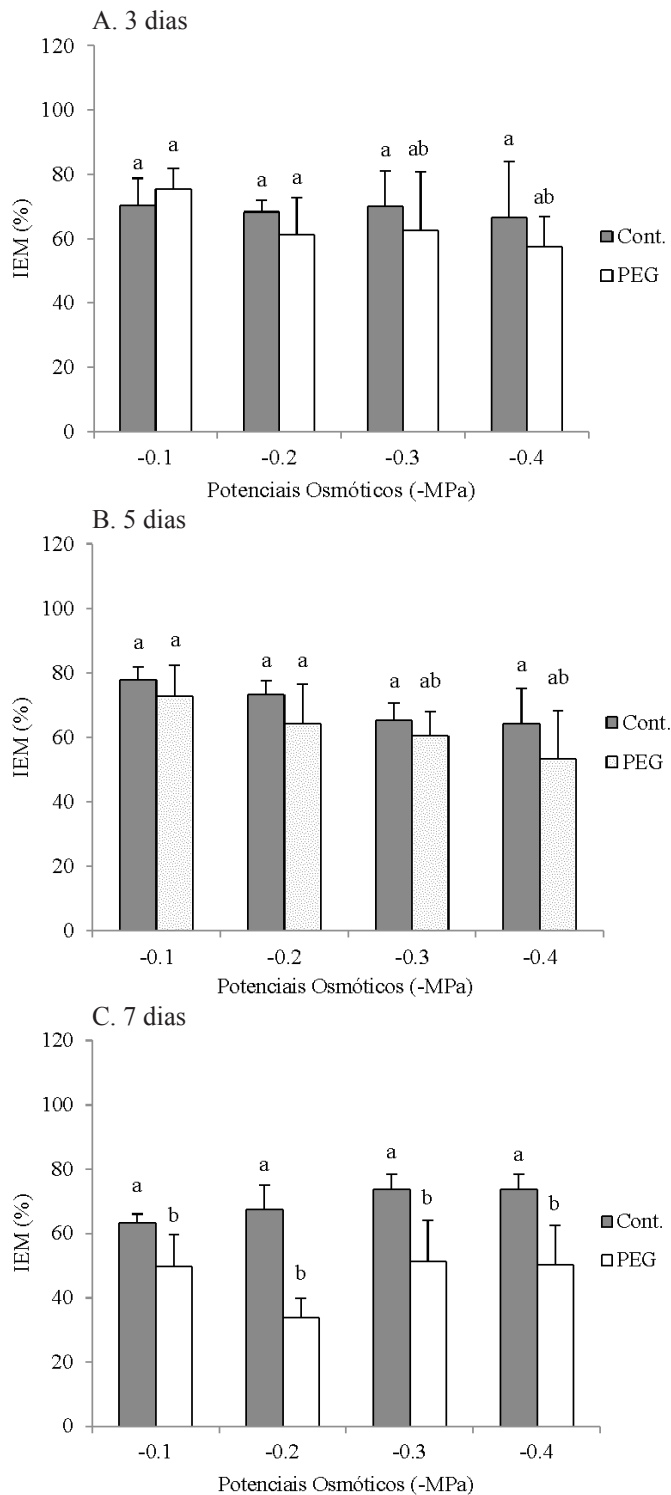 A. 3 dias
120
100
80
60
40
20
0
IEM (%)
a a a a a ab a ab
Cont.
PEG
-0.1 -0.2 -0.3 -0.4
Potenciais Osmóticos (-MPa)
B. 5 dias
120
100
80
60
40
20
0
IEM (%)
a a a a a ab a ab
Cont.
PEG
-0.1 -0.2 -0.3 -0.4
Potenciais Osmóticos (-MPa)
C. 7 dias
120
100
80
60
40
20
0
IEM (%)
a b a b a b a b
Cont.
PEG
-0.1 -0.2 -0.3 -0.4
Potenciais Osmóticos (-MPa)